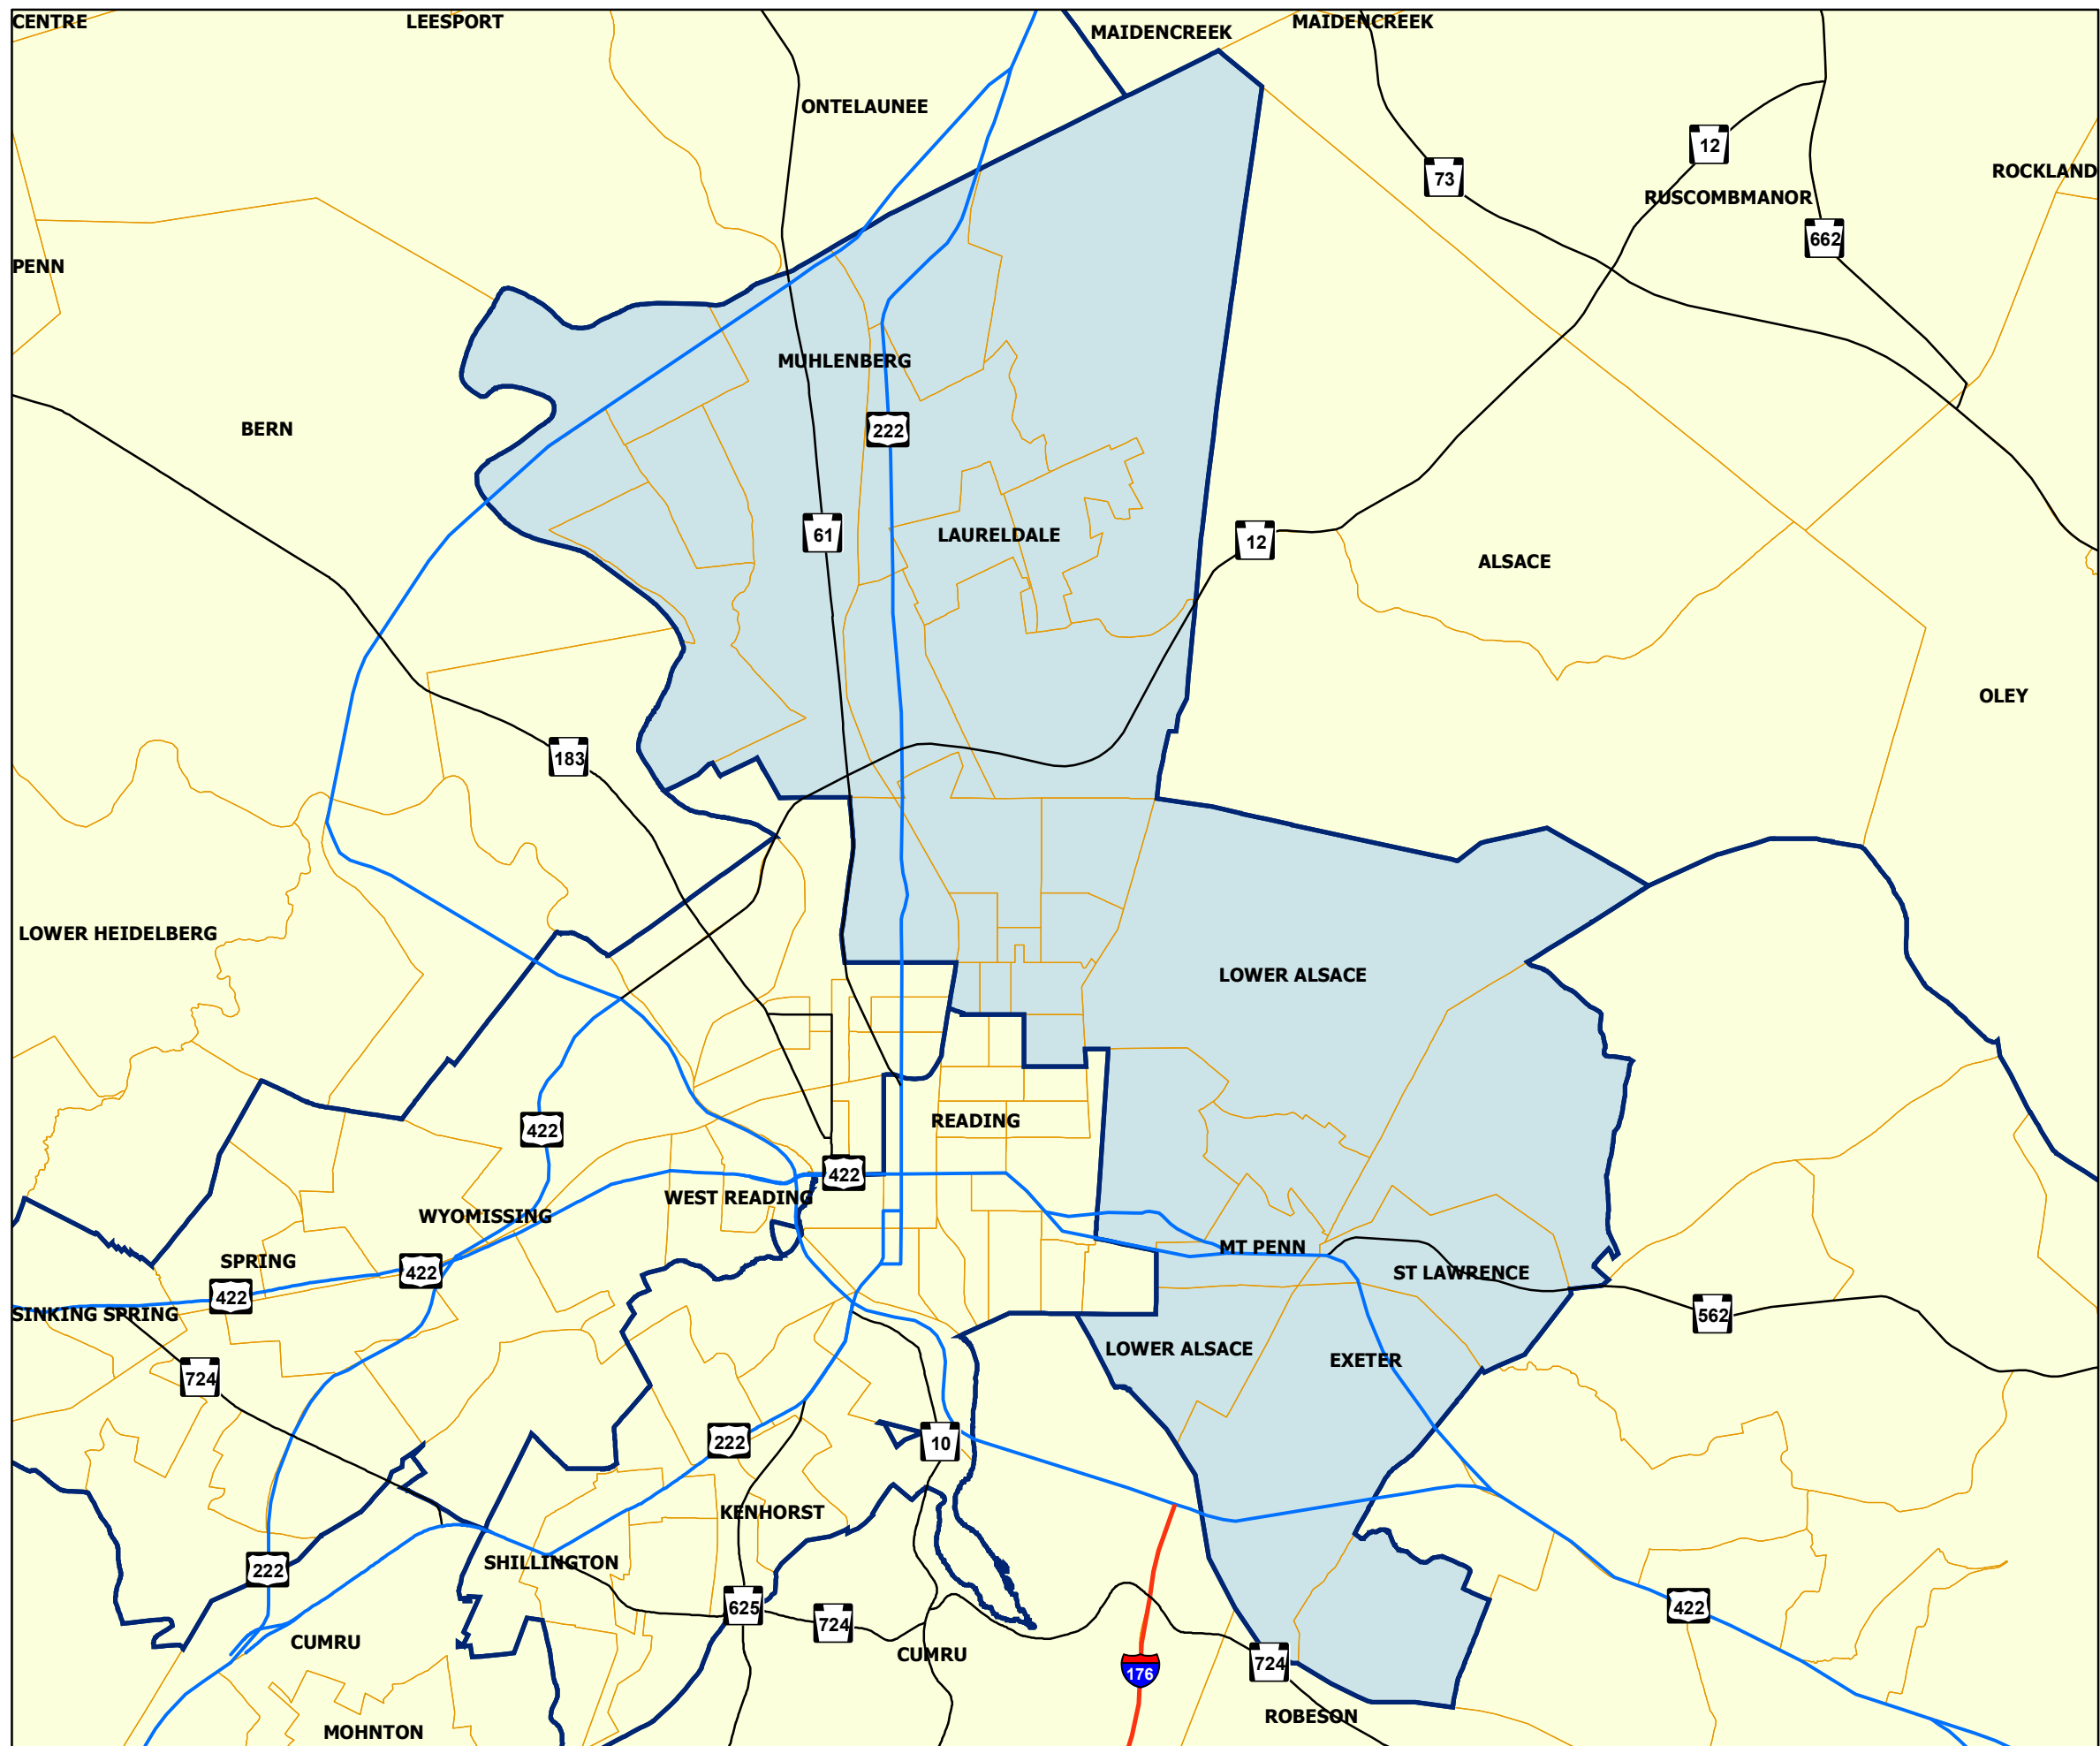 CENTRE
LEESPORT
MAIDENCREEK
MAIDENCREEK
ONTELAUNEE
12
73
ROCKLAND
RUSCOMBMANOR
662
PENN
MUHLENBERG
BERN
222
61
LAURELDALE
12
ALSACE
OLEY
183
LOWER HEIDELBERG
LOWER ALSACE
READING
422
422
WEST READING
WYOMISSING
MT PENN
SPRING
422
ST LAWRENCE
422
SINKING SPRING
562
LOWER ALSACE
EXETER
724
222
10
KENHORST
SHILLINGTON
222
625
422
724
CUMRU
CUMRU
724
176
ROBESON
MOHNTON